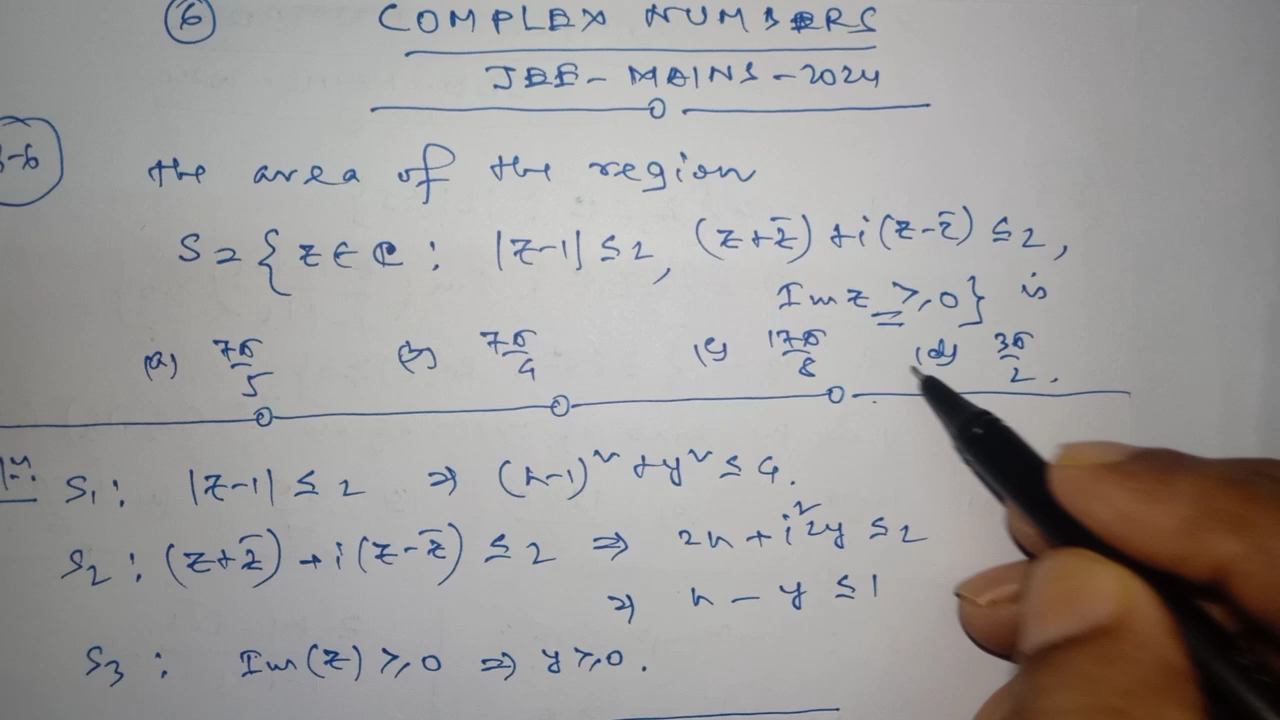 6 COMPLEX NUMBERS
JEE-MAINS-2024
the area of the region
S = { z ∈ C : |z-1| ≤ 2, (z+z̄) + i(z-z̄) ≤ 2,
Im z ≥ 0} is
(a) 7π/5 (b) 7π/4 (c) 17π/8 (d) 3π/2.
S₁: |z-1| ≤ 2 ⇒ (x-1)² + y² ≤ 4.
S₂: (z+z̄) + i(z-z̄) ≤ 2 ⇒ 2x + i²2y ≤ 2
⇒ x - y ≤ 1
S₃ : Im(z) ≥ 0 ⇒ y ≥ 0.